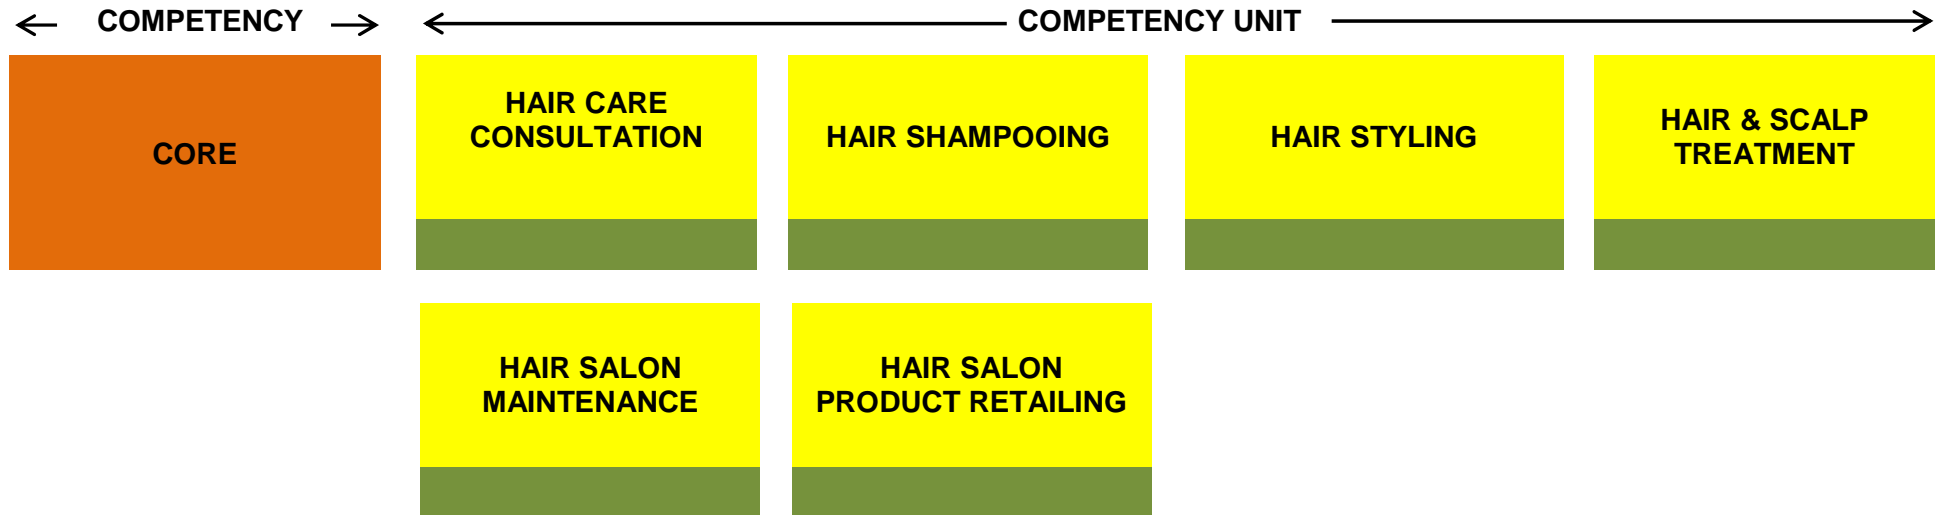 COMPETENCY
COMPETENCY UNIT
CORE
HAIR CARE
CONSULTATION
HAIR SHAMPOOING
HAIR STYLING
HAIR & SCALP
TREATMENT
HAIR SALON
MAINTENANCE
HAIR SALON
PRODUCT RETAILING